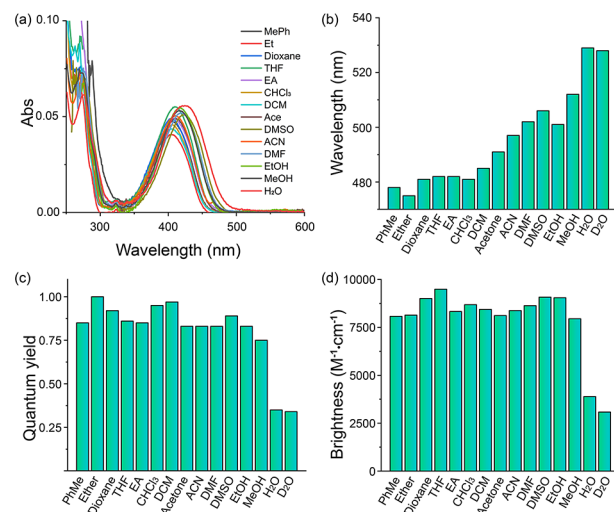 (a)
Abs
0.10
0.05
0.00
300
400
500
600
Wavelength (nm)
MePh
Et
Dioxane
THF
EA
CHCl₃
DCM
Ace
DMSO
ACN
DMF
EtOH
MeOH
H₂O
(b)
Wavelength (nm)
540
520
500
480
PhMe
Ether
Dioxane
THF
EA
CHCl₃
DCM
Acetone
ACN
DMF
DMSO
EtOH
MeOH
H₂O
D₂O
(c)
Quantum yield
1.00
0.75
0.50
0.25
PhMe
Ether
Dioxane
THF
EA
CHCl₃
DCM
Acetone
ACN
DMF
DMSO
EtOH
MeOH
H₂O
D₂O
(d)
Brightness (M⁻¹·cm⁻¹)
10000
7500
5000
2500
0
PhMe
Ether
Dioxane
THF
EA
CHCl₃
DCM
Acetone
ACN
DMF
DMSO
EtOH
MeOH
H₂O
D₂O